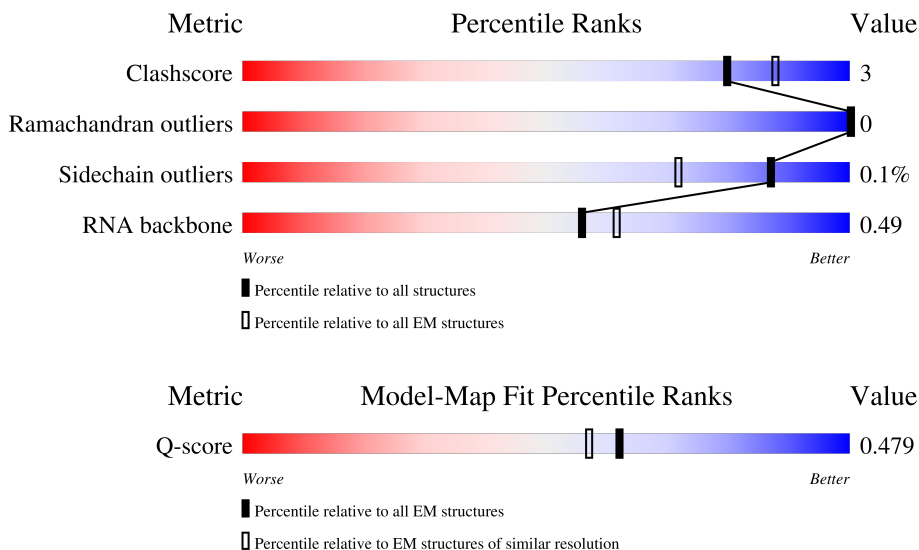 Metric Percentile Ranks Value
Clashscore 3
Ramachandran outliers 0
Sidechain outliers 0.1%
RNA backbone 0.49
Worse Better
Percentile relative to all structures
Percentile relative to all EM structures
Metric Model-Map Fit Percentile Ranks Value
Q-score 0.479
Worse Better
Percentile relative to all EM structures
Percentile relative to EM structures of similar resolution